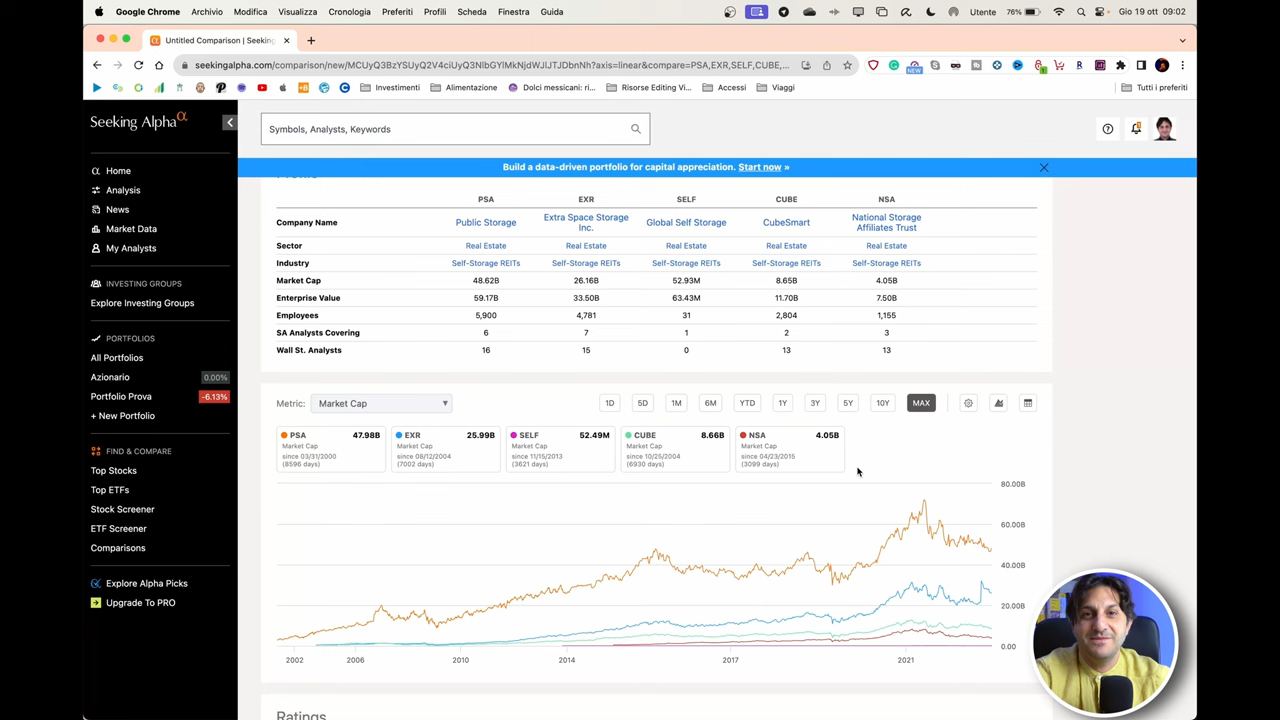 Google Chrome Archivio Modifica Visualizza Cronologia Preferiti Profili Scheda Finestra Guida Utente 76% Gio 19 ott 09:02
Untitled Comparison | Seeking
seekingalpha.com/comparison/new/MCUyQ3BzYSUyQ2V4ciUyQ3NlbGYlMkNjdWJlJTJDbnNh?axis=linear&compare=PSA,EXR,SELF,CUBE,...
NEW
Investimenti Alimentazione Dolci messicani: ri... Risorse Editing Vi... Accessi Viaggi Tutti i preferiti
Seeking Alpha α
Symbols, Analysts, Keywords
Build a data-driven portfolio for capital appreciation. Start now »
Home
Analysis
News
Market Data
My Analysts
INVESTING GROUPS
Explore Investing Groups
PORTFOLIOS
All Portfolios
Azionario 0.00%
Portfolio Prova -6.13%
+ New Portfolio
FIND & COMPARE
Top Stocks
Top ETFs
Stock Screener
ETF Screener
Comparisons
Explore Alpha Picks
Upgrade To PRO
PSA EXR SELF CUBE NSA
Company Name Public Storage Extra Space Storage Inc. Global Self Storage CubeSmart National Storage Affiliates Trust
Sector Real Estate Real Estate Real Estate Real Estate Real Estate
Industry Self-Storage REITs Self-Storage REITs Self-Storage REITs Self-Storage REITs Self-Storage REITs
Market Cap 48.62B 26.16B 52.93M 8.65B 4.05B
Enterprise Value 59.17B 33.50B 63.43M 11.70B 7.50B
Employees 5,900 4,781 31 2,804 1,155
SA Analysts Covering 6 7 1 2 3
Wall St. Analysts 16 15 0 13 13
Metric: Market Cap 1D 5D 1M 6M YTD 1Y 3Y 5Y 10Y MAX
PSA 47.98B EXR 25.99B SELF 52.49M CUBE 8.66B NSA 4.05B
Market Cap Market Cap Market Cap Market Cap Market Cap
since 03/31/2000 since 08/12/2004 since 11/15/2013 since 10/25/2004 since 04/23/2015
(8596 days) (7002 days) (3621 days) (6930 days) (3099 days)
80.00B
60.00B
40.00B
20.00B
0.00
2002 2006 2010 2014 2017 2021
Ratings